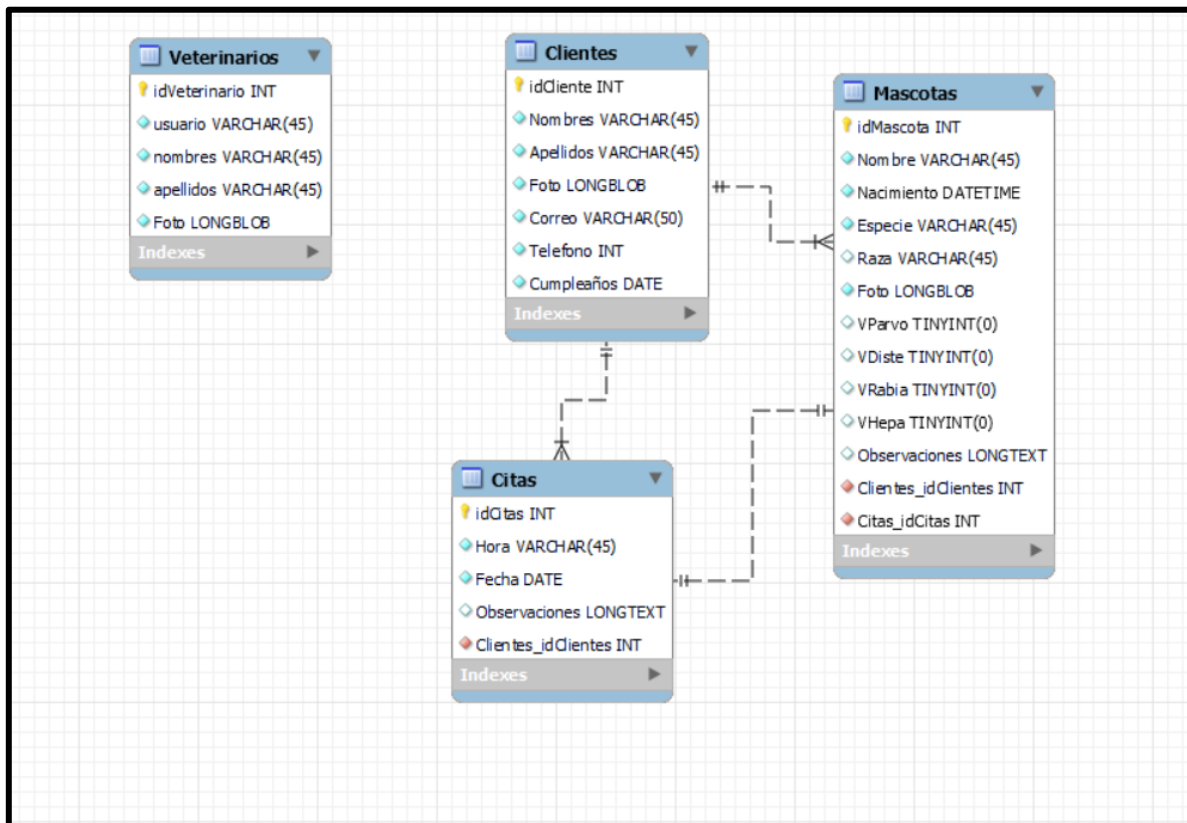 Veterinarios
idVeterinario INT
usuario VARCHAR(45)
nombres VARCHAR(45)
apellidos VARCHAR(45)
Foto LONGBLOB
Indexes
Clientes
idCliente INT
Nombres VARCHAR(45)
Apellidos VARCHAR(45)
Foto LONGBLOB
Correo VARCHAR(50)
Telefono INT
Cumpleaños DATE
Indexes
Mascotas
idMascota INT
Nombre VARCHAR(45)
Nacimiento DATETIME
Especie VARCHAR(45)
Raza VARCHAR(45)
Foto LONGBLOB
VParvo TINYINT(0)
VDiste TINYINT(0)
VRabia TINYINT(0)
VHepa TINYINT(0)
Observaciones LONGTEXT
Clientes_idClientes INT
Citas_idCitas INT
Indexes
Citas
idCitas INT
Hora VARCHAR(45)
Fecha DATE
Observaciones LONGTEXT
Clientes_idClientes INT
Indexes